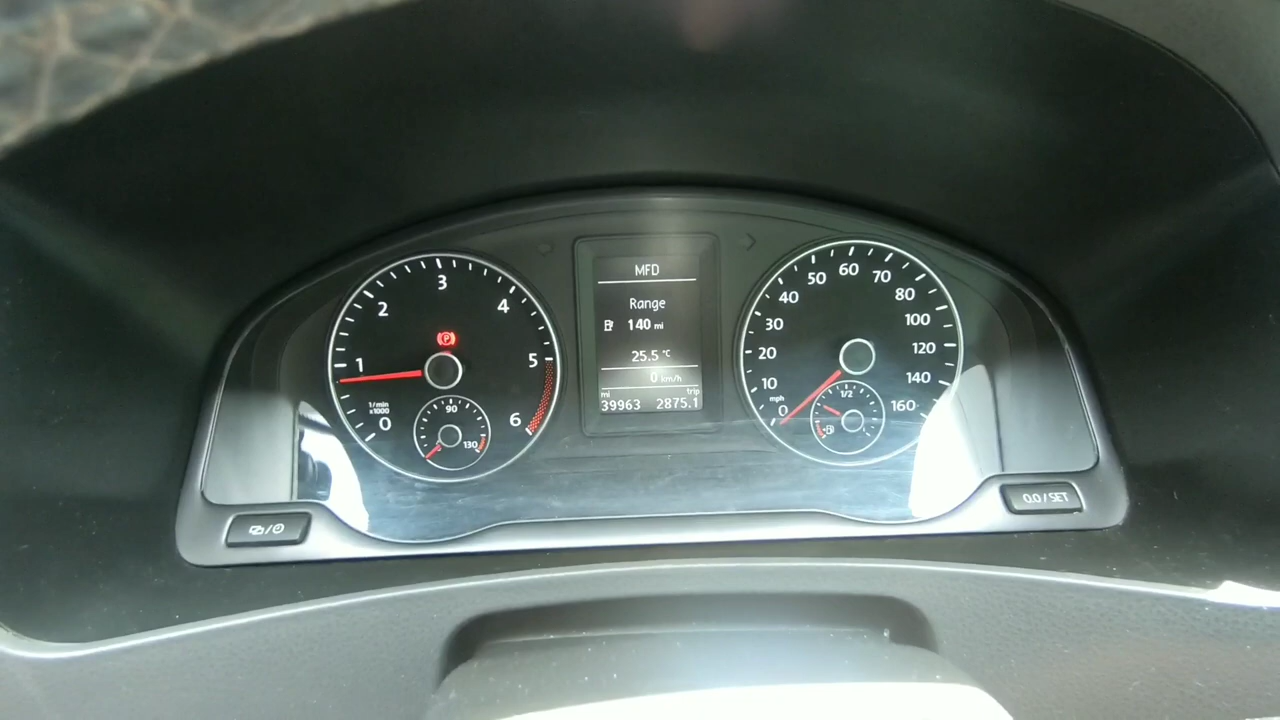 3
2
4
1
5
1/min
x1000
0
6
90
130
MFD
Range
140 mi
25.5 °C
0 km/h
mi
trip
39963 2875.1
60
50
70
40
80
30
100
20
120
10
140
mph
0
160
1/2
0.0 / SET
P